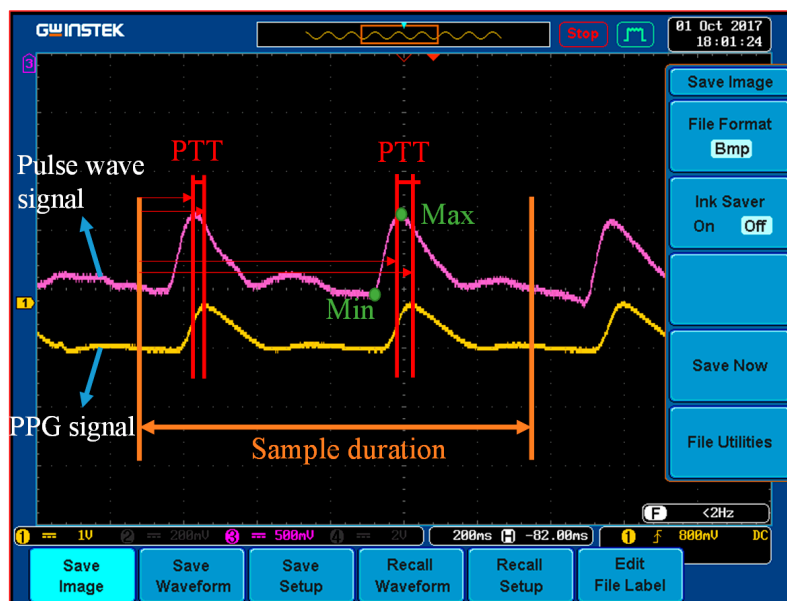 GWINSTEK
Stop
01 Oct 2017
18:01:24
3
Save Image
PTT
PTT
File Format
Bmp
Pulse wave
signal
Max
Ink Saver
On Off
1
Min
Save Now
PPG signal
Sample duration
File Utilities
F <2Hz
1 1V 2 200mV 3 500mV 4 2V 200ms H -82.00ms 1 800mV DC
Save
Image
Save
Waveform
Save
Setup
Recall
Waveform
Recall
Setup
Edit
File Label